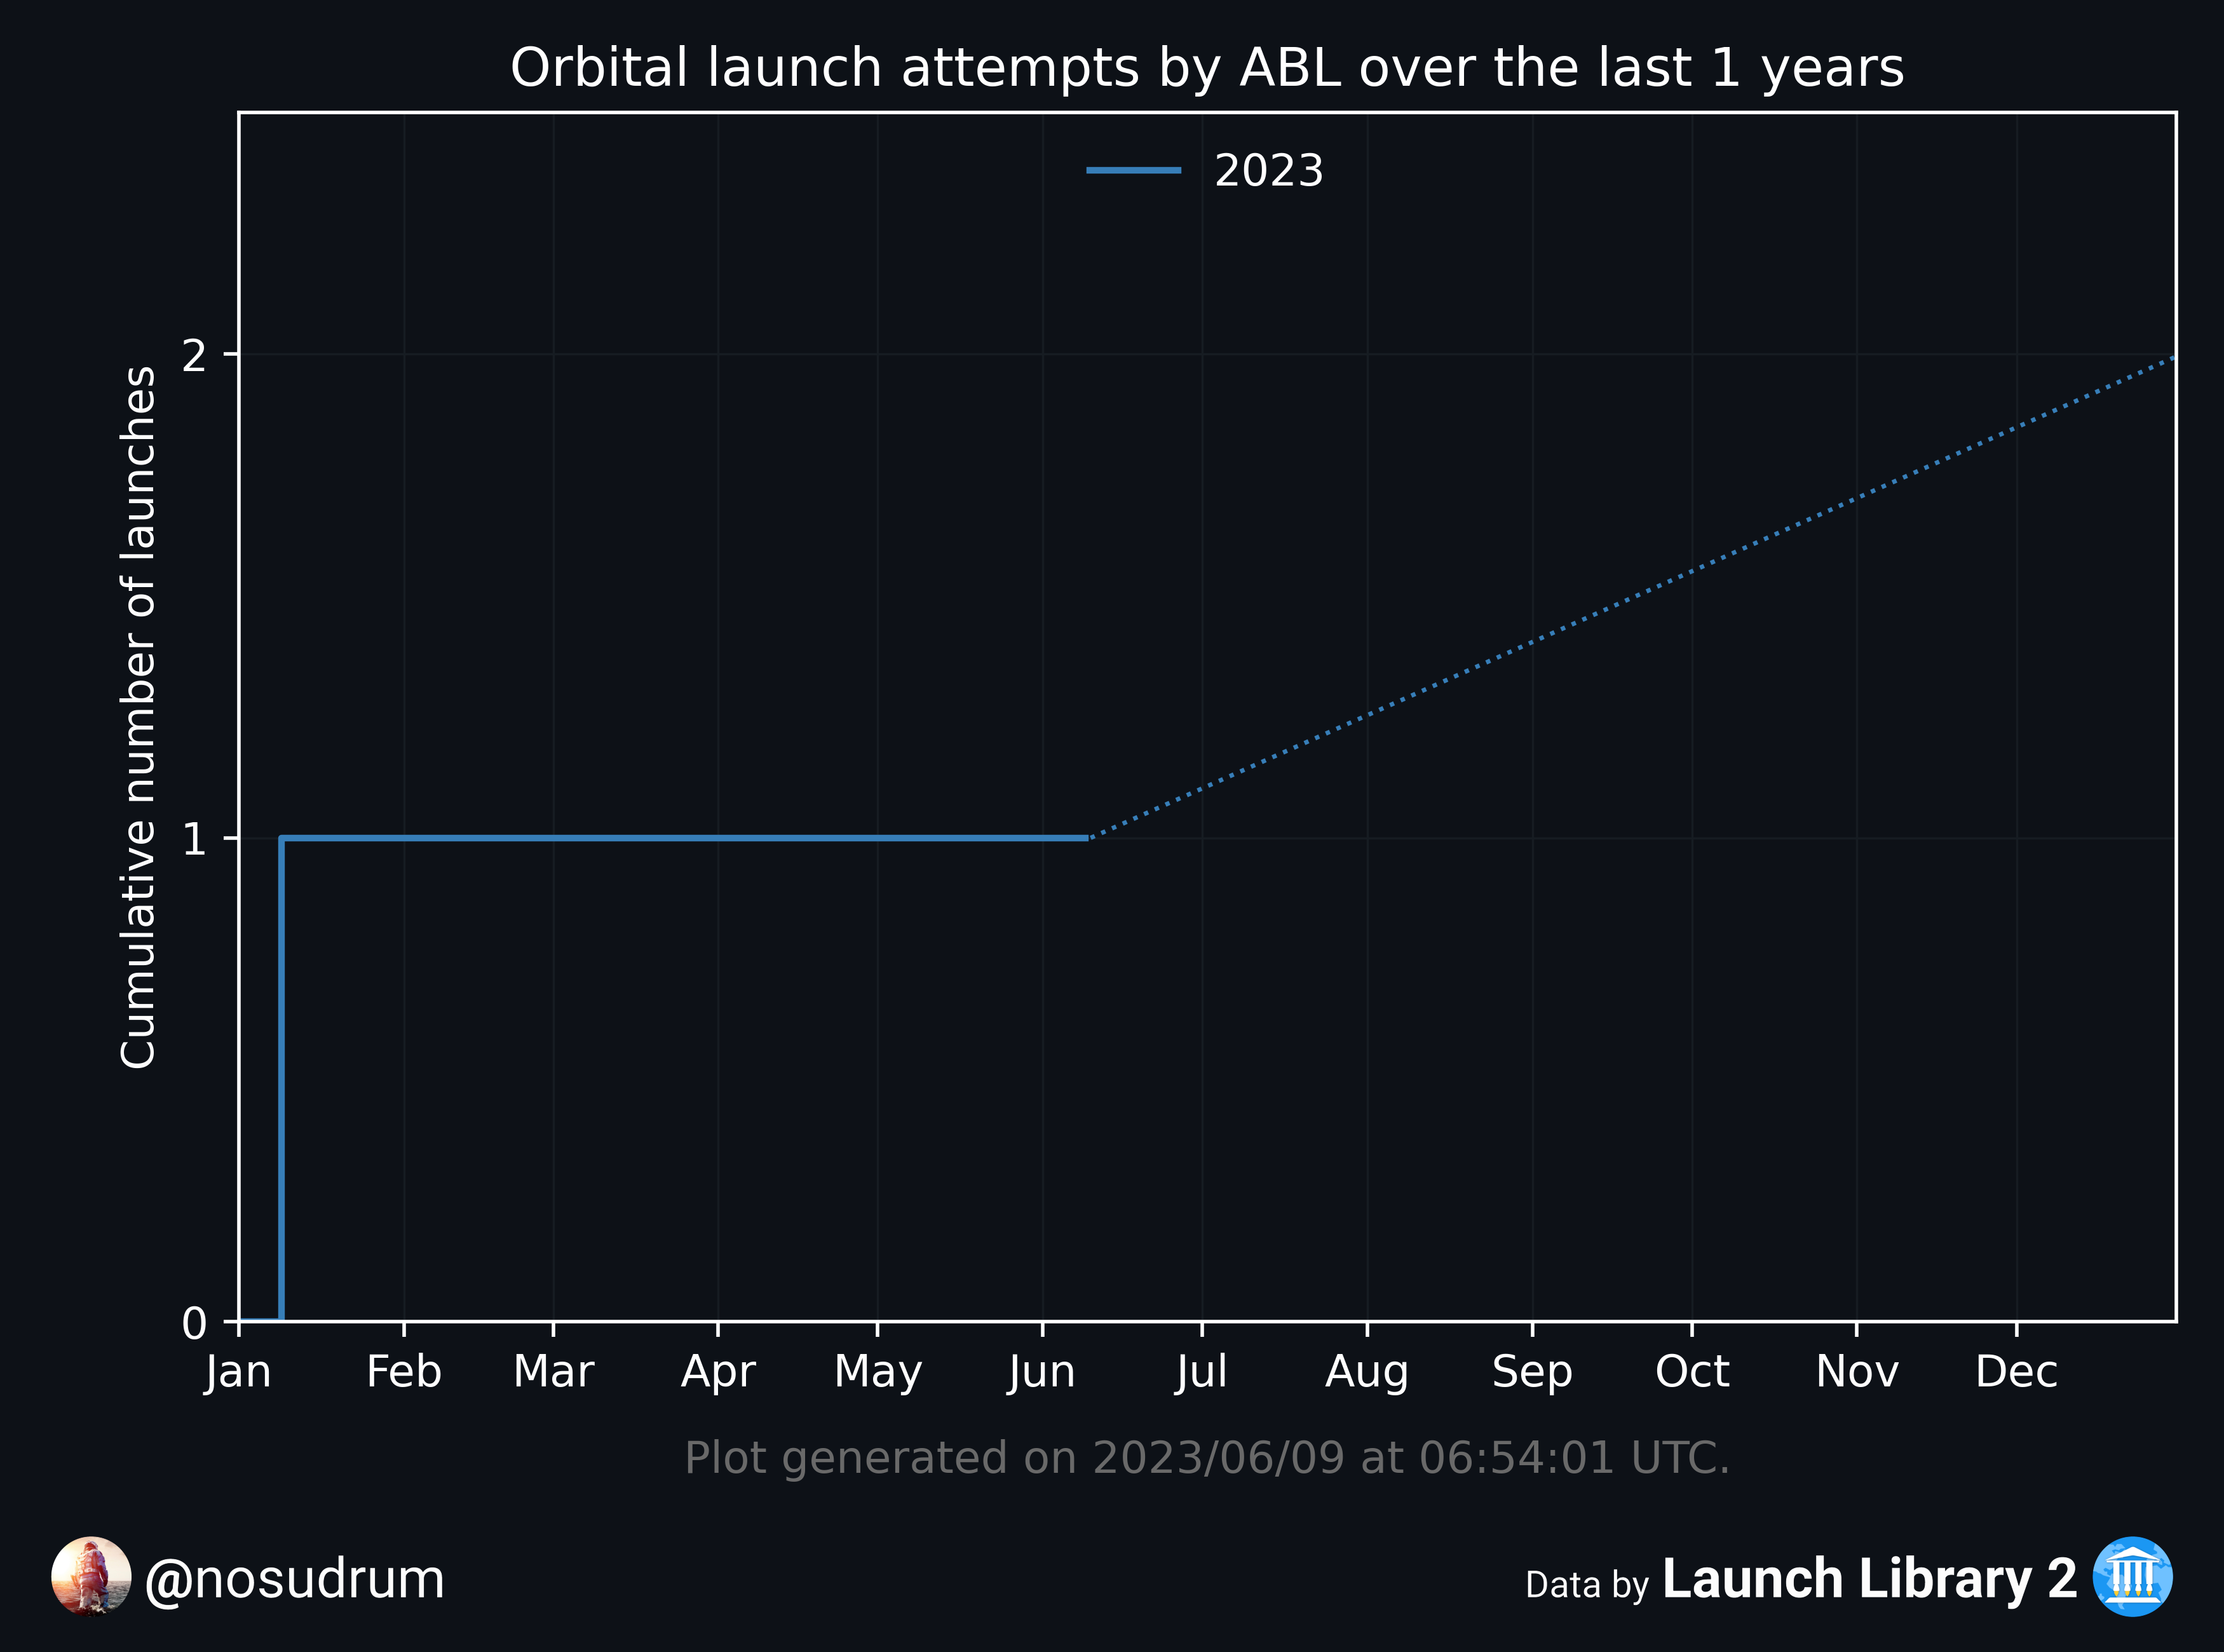 Orbital launch attempts by ABL over the last 1 years
2023
Cumulative number of launches
2
1
0
Jan Feb Mar Apr May Jun Jul Aug Sep Oct Nov Dec
Plot generated on 2023/06/09 at 06:54:01 UTC.
@nosudrum
Data by Launch Library 2